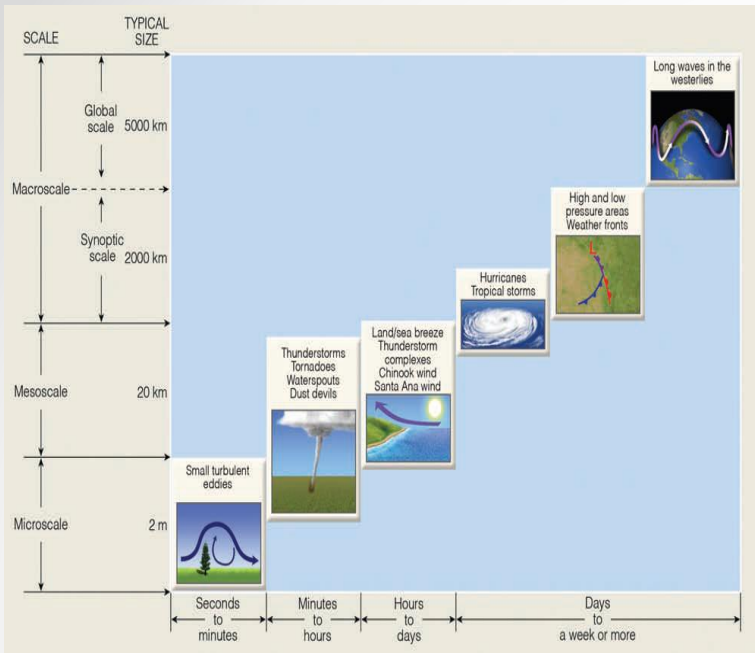 SCALE
TYPICAL
SIZE
Macroscale
Global
scale
5000 km
Synoptic
scale
2000 km
Mesoscale
20 km
Microscale
2 m
Small turbulent
eddies
Thunderstorms
Tornadoes
Waterspouts
Dust devils
Land/sea breeze
Thunderstorm
complexes
Chinook wind
Santa Ana wind
Hurricanes
Tropical storms
High and low
pressure areas
Weather fronts
L
Long waves in the
westerlies
Seconds
to
minutes
Minutes
to
hours
Hours
to
days
Days
to
a week or more